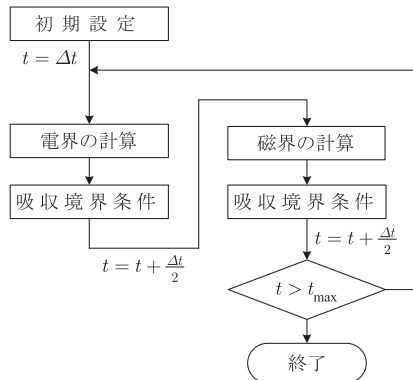 初期設定
t = Δt
電界の計算
吸収境界条件
t = t + Δt/2
磁界の計算
吸収境界条件
t = t + Δt/2
t > t_max
終了